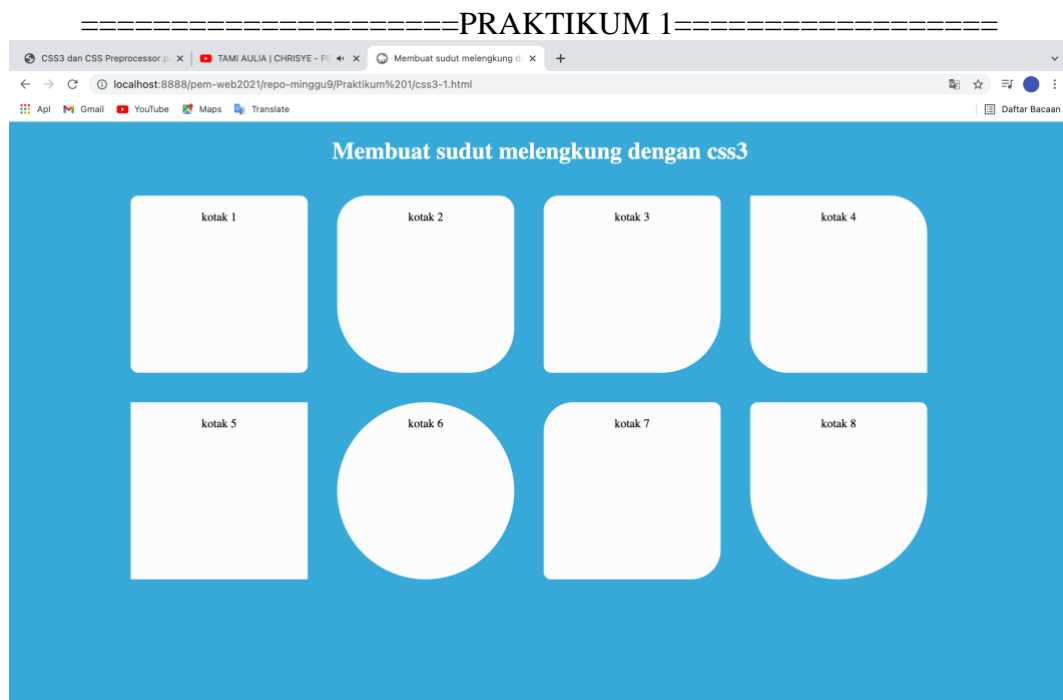 =====================PRAKTIKUM 1==================
CSS3 dan CSS Preprocessor.p
TAMI AULIA | CHRISYE - PE
Membuat sudut melengkung d
localhost:8888/pem-web2021/repo-minggu9/Praktikum%201/css3-1.html
Apl Gmail YouTube Maps Translate Daftar Bacaan
Membuat sudut melengkung dengan css3
kotak 1 kotak 2 kotak 3 kotak 4
kotak 5 kotak 6 kotak 7 kotak 8